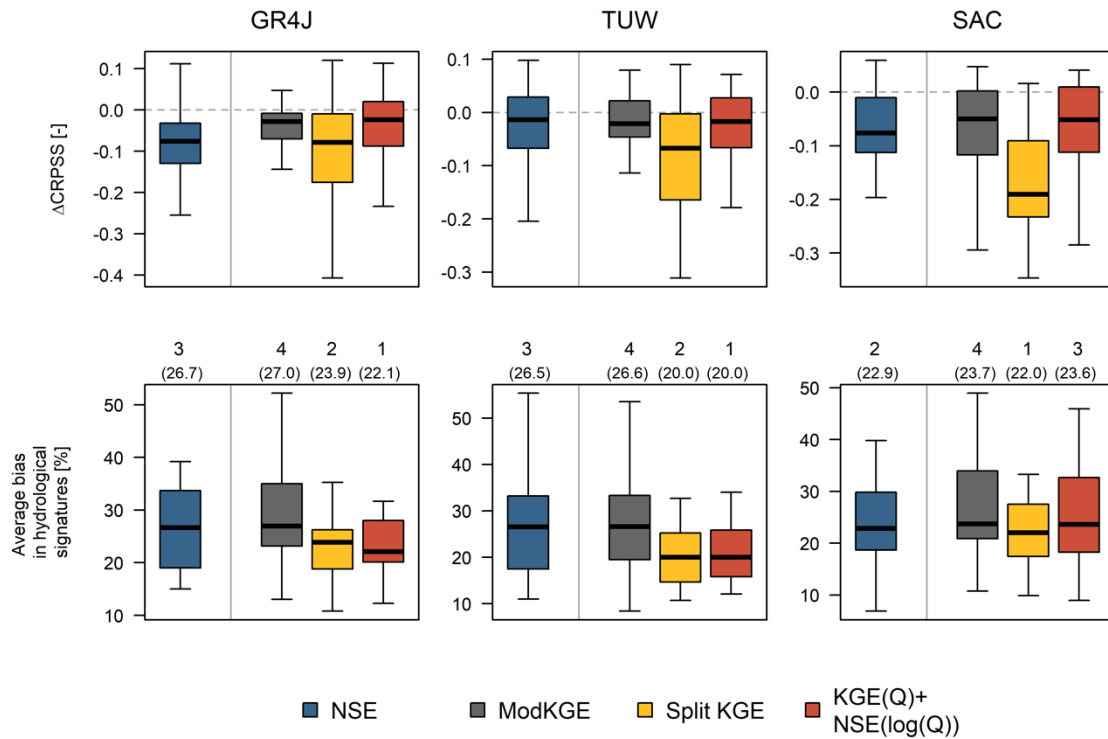 GR4J TUW SAC
ΔCRPSS [-]
0.1
0.0
-0.1
-0.2
-0.3
-0.4
0.1
0.0
-0.1
-0.2
-0.3
0.0
-0.1
-0.2
-0.3
Average bias
in hydrological
signatures [%]
3 4 2 1
(26.7) (27.0) (23.9) (22.1)
50
40
30
20
10
3 4 2 1
(26.5) (26.6) (20.0) (20.0)
50
40
30
20
10
2 4 1 3
(22.9) (23.7) (22.0) (23.6)
50
40
30
20
10
NSE
ModKGE
Split KGE
KGE(Q)+
NSE(log(Q))